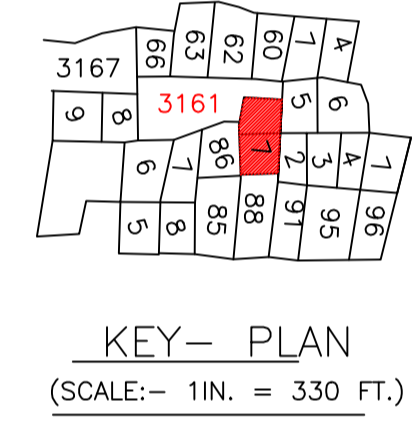 66 63 62 60 7 4
3167
3161 5 6
9 8
86 7 2 3 4 7
6 7
85 88 91 95 96
5 8
KEY- PLAN
(SCALE:- 1IN. = 330 FT.)